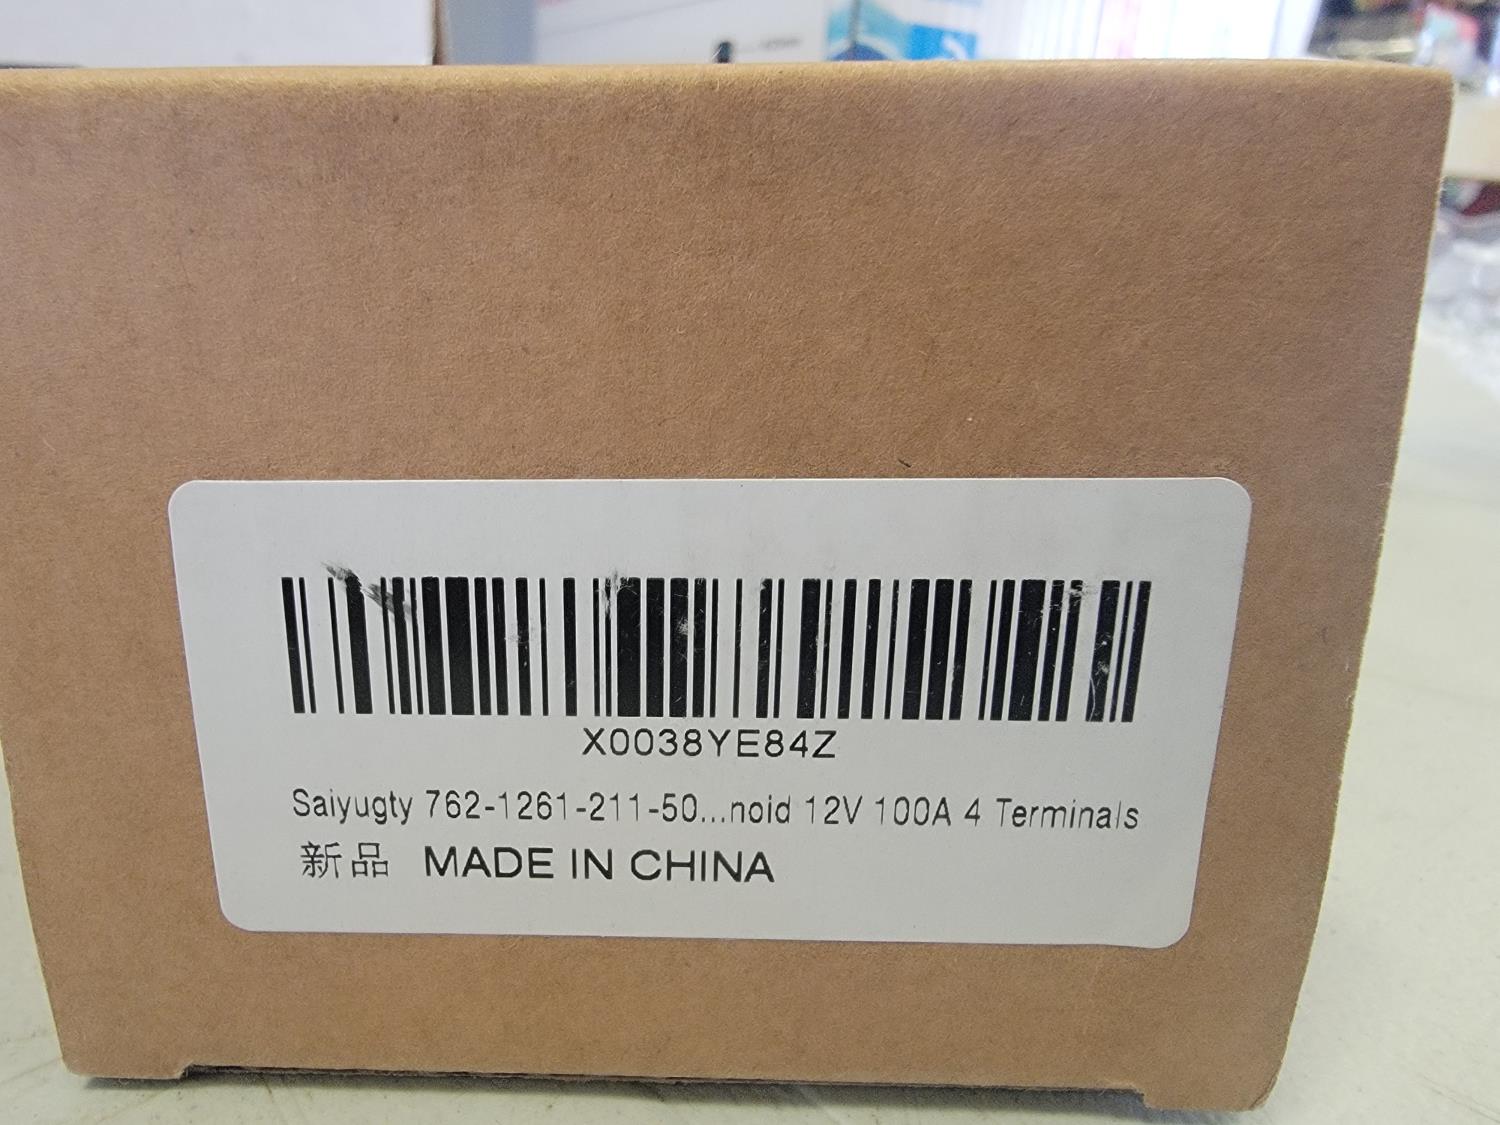 X0038YE84Z
Saiyugty 762-1261-211-50...noid 12V 100A 4 Terminals
新品 MADE IN CHINA